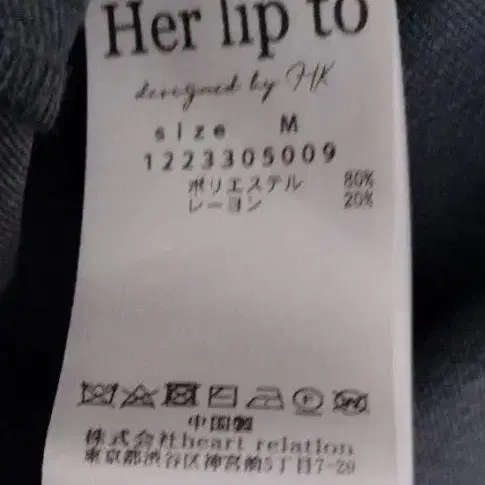 Her lip to
designed by HK
size M
1223305009
ポリエステル 80%
レーヨン 20%
中国製
株式会社heart relation
東京都渋谷区神宮前5丁目7-20